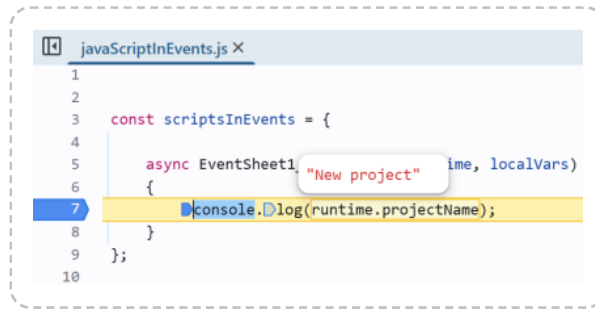 javaScriptInEvents.js ×
1
2
3 const scriptsInEvents = {
4
5 async EventSheet1_ ime, localVars)
"New project"
6 {
7 console.log(runtime.projectName);
8 }
9 };
10